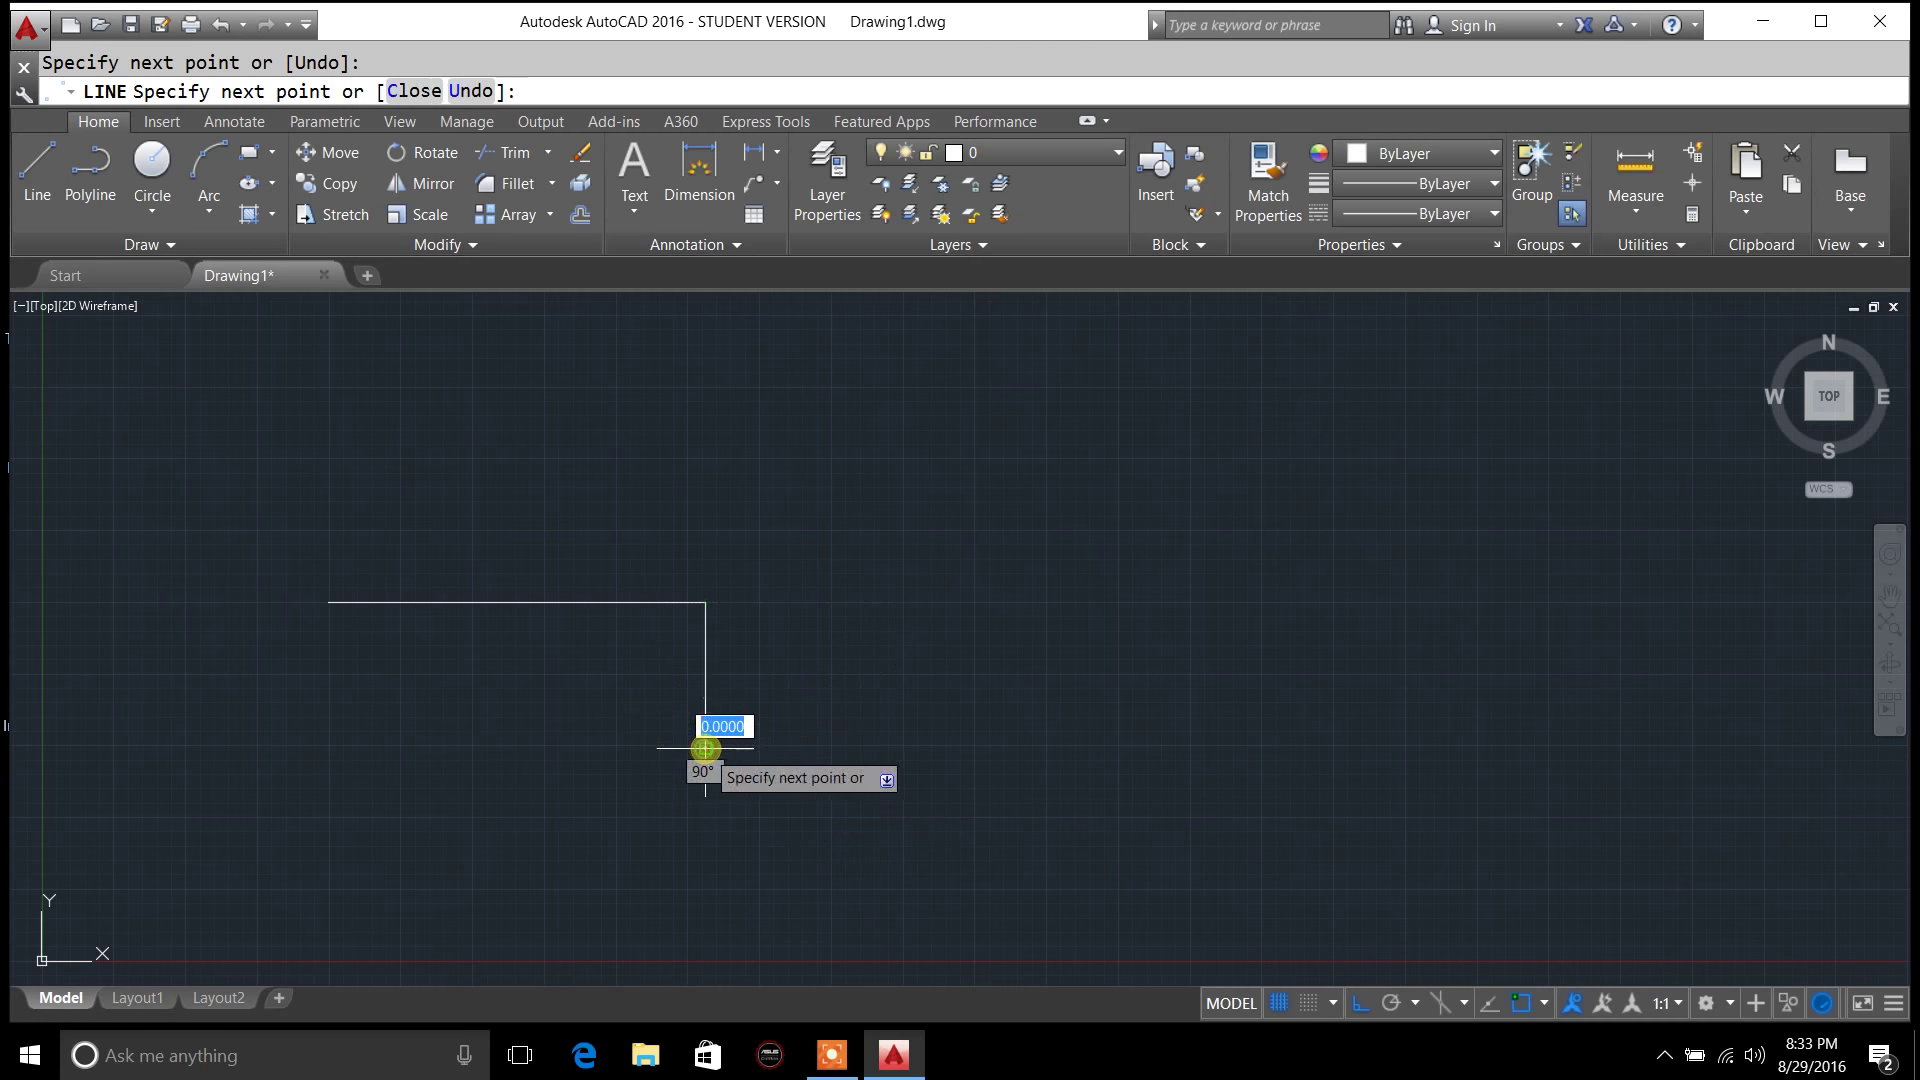 Autodesk AutoCAD 2016 - STUDENT VERSION Drawing1.dwg
Type a keyword or phrase
Sign In
Specify next point or [Undo]:
LINE Specify next point or [Close Undo]:
Home Insert Annotate Parametric View Manage Output Add-ins A360 Express Tools Featured Apps Performance
Line Polyline Circle Arc
Move Rotate Trim
Copy Mirror Fillet
Stretch Scale Array
Text Dimension
Layer Properties
0
Insert
Match Properties
ByLayer
ByLayer
ByLayer
Group
Measure
Paste
Base
Draw Modify Annotation Layers Block Properties Groups Utilities Clipboard View
Start Drawing1*
[−][Top][2D Wireframe]
N
W TOP E
S
WCS
0.0000
90°
Specify next point or
Y
X
Model Layout1 Layout2
MODEL 1:1
Ask me anything
8:33 PM
8/29/2016
2